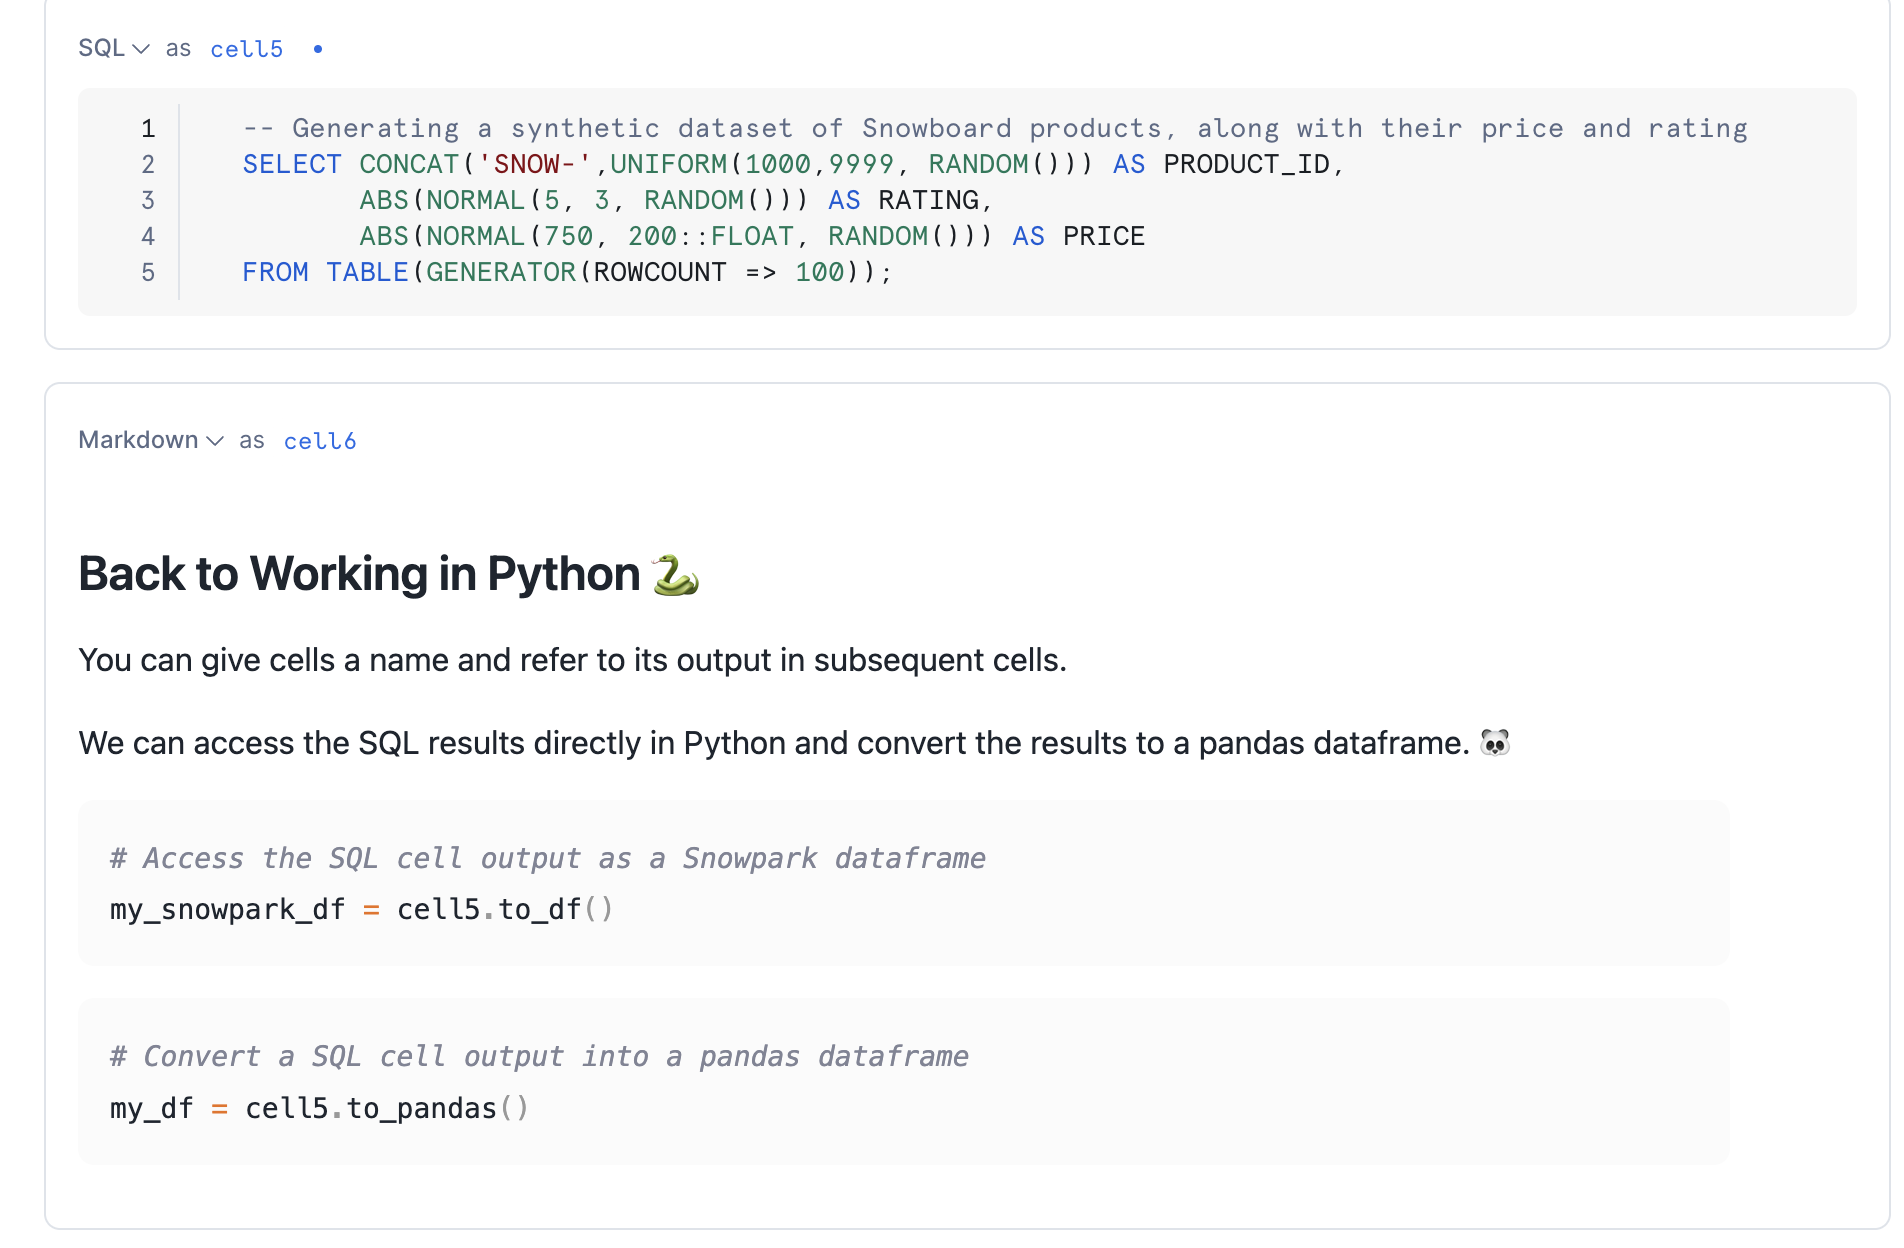 SQL as cell5
1 -- Generating a synthetic dataset of Snowboard products, along with their price and rating
2 SELECT CONCAT('SNOW-',UNIFORM(1000,9999, RANDOM())) AS PRODUCT_ID,
3        ABS(NORMAL(5, 3, RANDOM())) AS RATING,
4        ABS(NORMAL(750, 200::FLOAT, RANDOM())) AS PRICE
5 FROM TABLE(GENERATOR(ROWCOUNT => 100));
Markdown as cell6
Back to Working in Python 🐍
You can give cells a name and refer to its output in subsequent cells.
We can access the SQL results directly in Python and convert the results to a pandas dataframe. 🐼
# Access the SQL cell output as a Snowpark dataframe
my_snowpark_df = cell5.to_df()
# Convert a SQL cell output into a pandas dataframe
my_df = cell5.to_pandas()